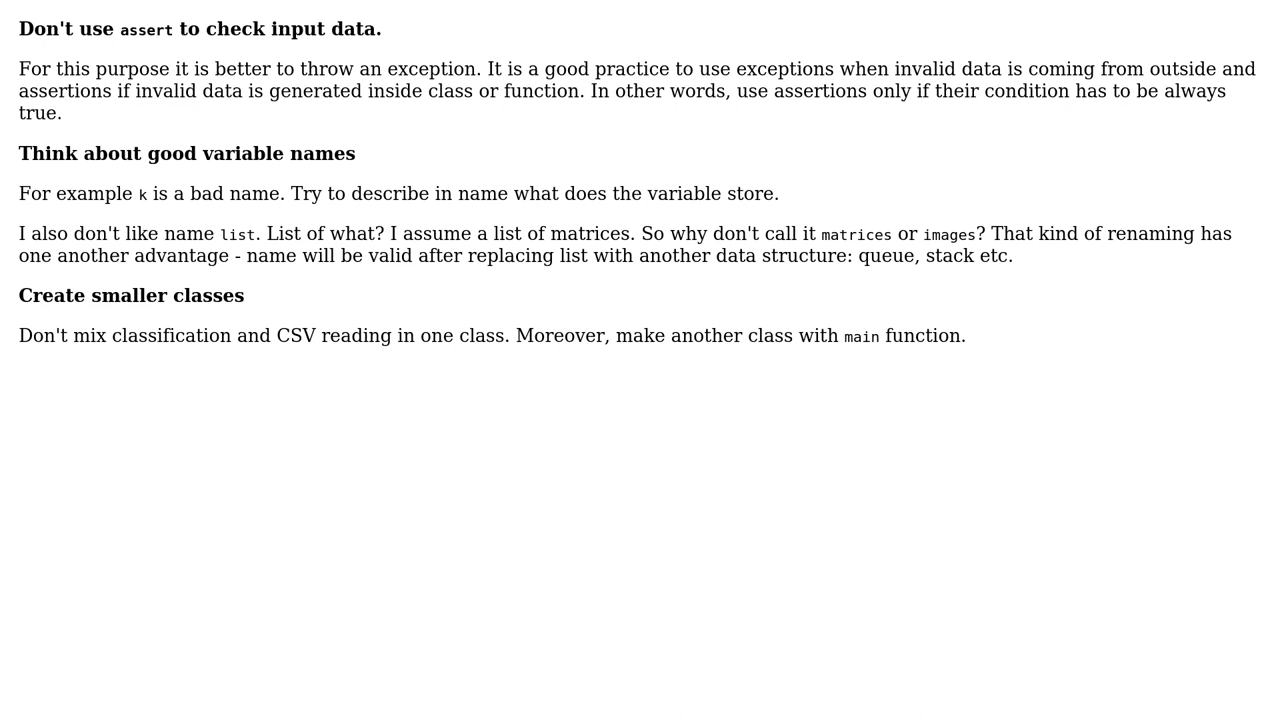 Don't use assert to check input data.
For this purpose it is better to throw an exception. It is a good practice to use exceptions when invalid data is coming from outside and
assertions if invalid data is generated inside class or function. In other words, use assertions only if their condition has to be always
true.
Think about good variable names
For example k is a bad name. Try to describe in name what does the variable store.
I also don't like name list. List of what? I assume a list of matrices. So why don't call it matrices or images? That kind of renaming has
one another advantage - name will be valid after replacing list with another data structure: queue, stack etc.
Create smaller classes
Don't mix classification and CSV reading in one class. Moreover, make another class with main function.